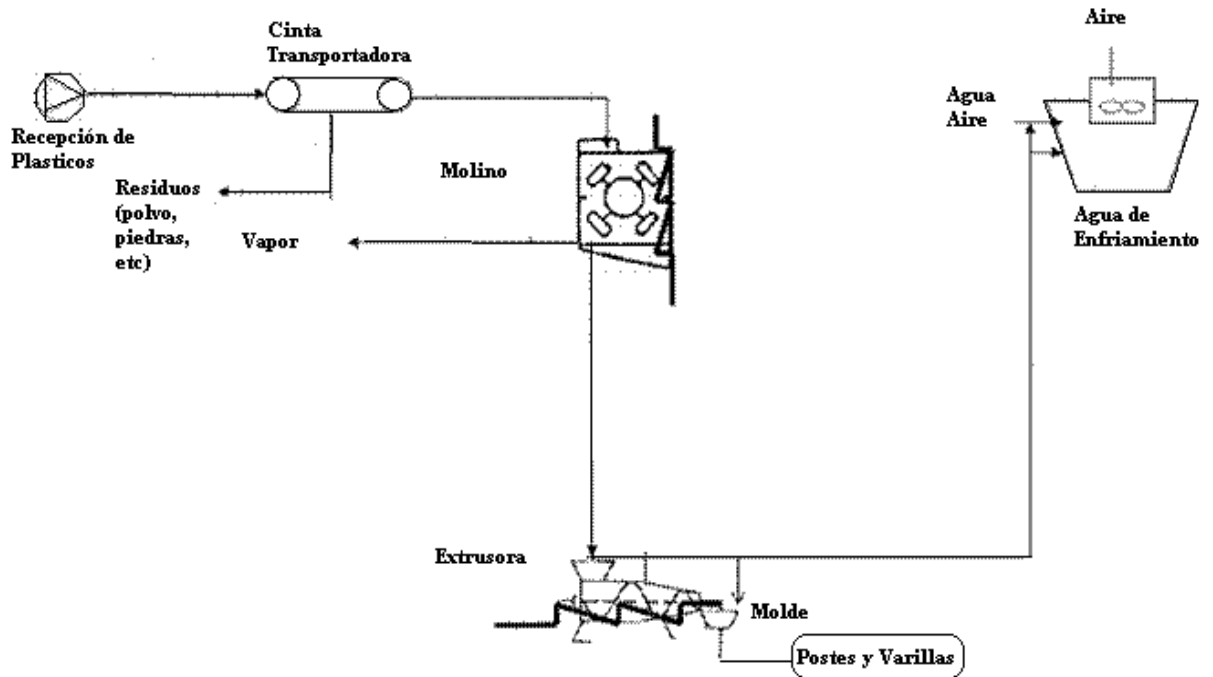 Cinta
Transportadora
Aire
Agua
Aire
Recepción de
Plasticos
Molino
Residuos
(polvo,
piedras,
etc)
Vapor
Agua de
Enfriamiento
Extrusora
Molde
Postes y Varillas